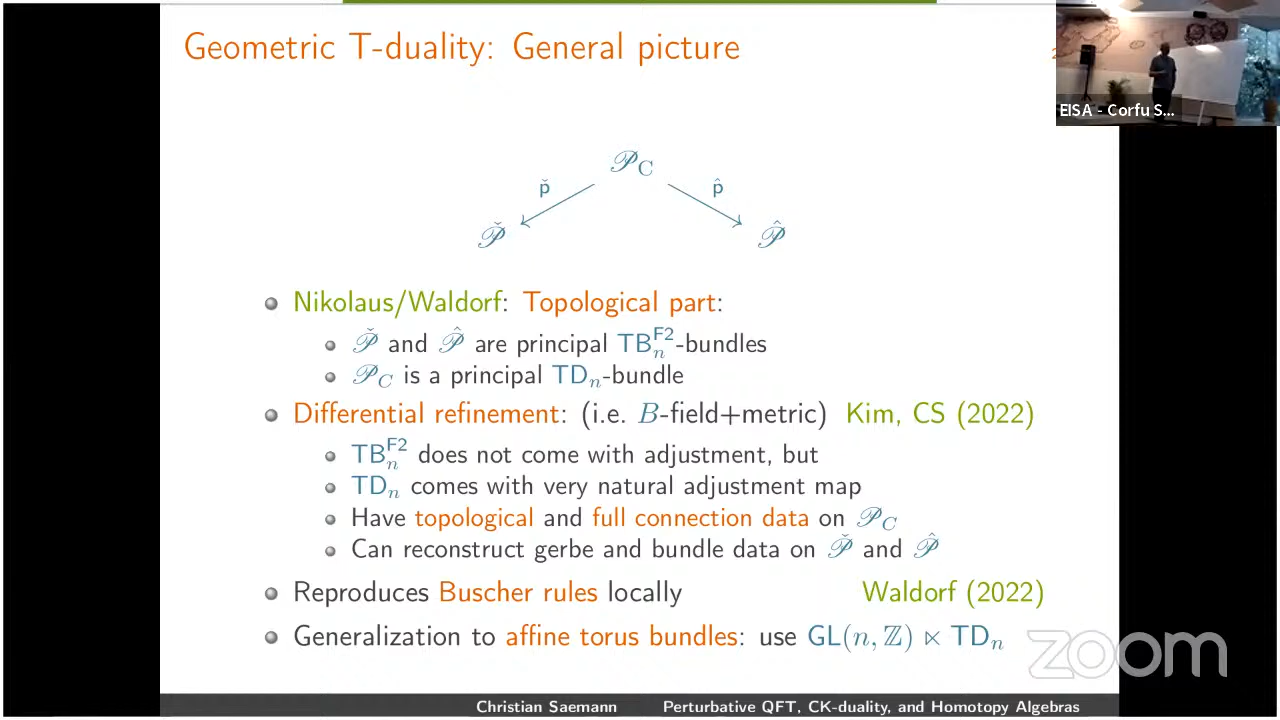 Geometric T-duality: General picture
EISA - Corfu S...
𝒫_C
p̌ p̂
𝒫̌ 𝒫̂
Nikolaus/Waldorf: Topological part:
𝒫̌ and 𝒫̂ are principal TB_n^{F2}-bundles
𝒫_C is a principal TD_n-bundle
Differential refinement: (i.e. B-field+metric) Kim, CS (2022)
TB_n^{F2} does not come with adjustment, but
TD_n comes with very natural adjustment map
Have topological and full connection data on 𝒫_C
Can reconstruct gerbe and bundle data on 𝒫̌ and 𝒫̂
Reproduces Buscher rules locally Waldorf (2022)
Generalization to affine torus bundles: use GL(n, ℤ) ⋉ TD_n
zoom
Christian Saemann Perturbative QFT, CK-duality, and Homotopy Algebras